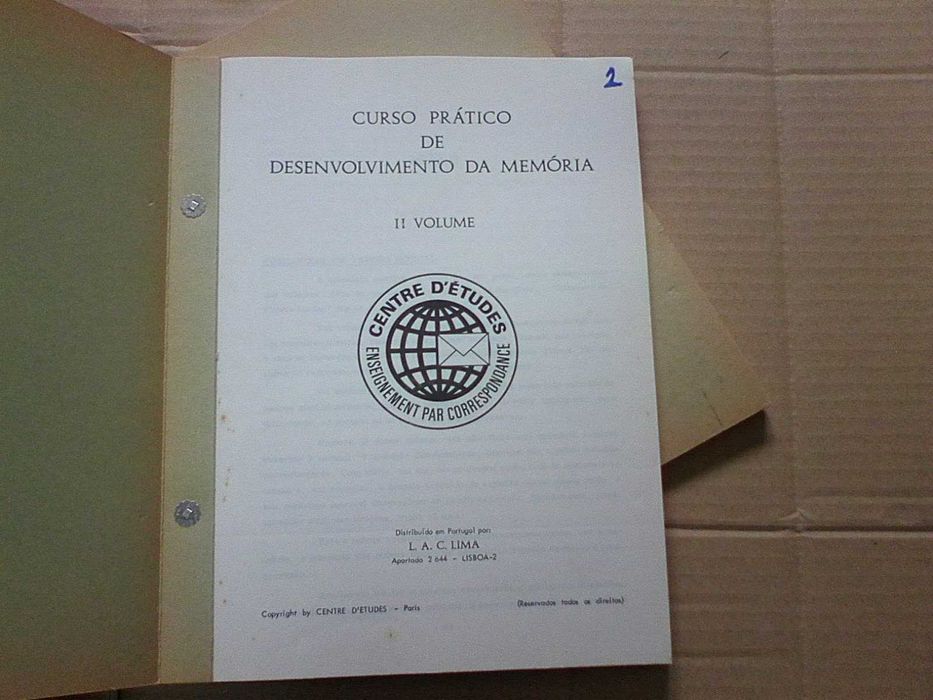 2
CURSO PRÁTICO
DE
DESENVOLVIMENTO DA MEMÓRIA
II VOLUME
CENTRE D'ÉTUDES
ENSEIGNEMENT PAR CORRESPONDANCE
Distribuído em Portugal por:
L. A. C. LIMA
Apartado 2 644 - LISBOA-2
Copyright by CENTRE D'ETUDES - Paris
(Reservados todos os direitos)